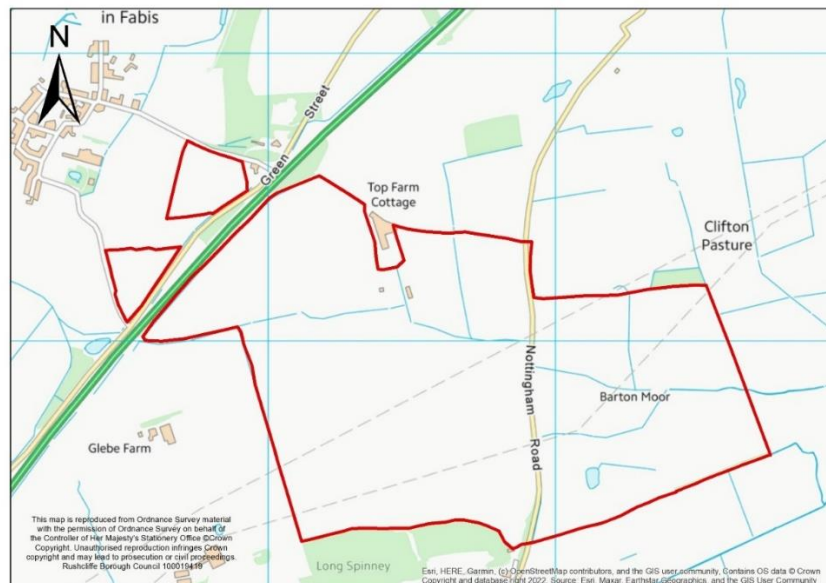 in Fabis
N
Green Street
Top Farm
Cottage
Clifton
Pasture
Nottingham Road
Barton Moor
Glebe Farm
Long Spinney
This map is reproduced from Ordnance Survey material
with the permission of Ordnance Survey on behalf of
the Controller of Her Majesty's Stationery Office ©Crown
Copyright. Unauthorised reproduction infringes Crown
copyright and may lead to prosecution or civil proceedings.
Rushcliffe Borough Council 100019419
Esri, HERE, Garmin, (c) OpenStreetMap contributors, and the GIS user community, Contains OS data © Crown
Copyright and database right 2022, Source: Esri, Maxar, Earthstar Geographics, and the GIS User Community